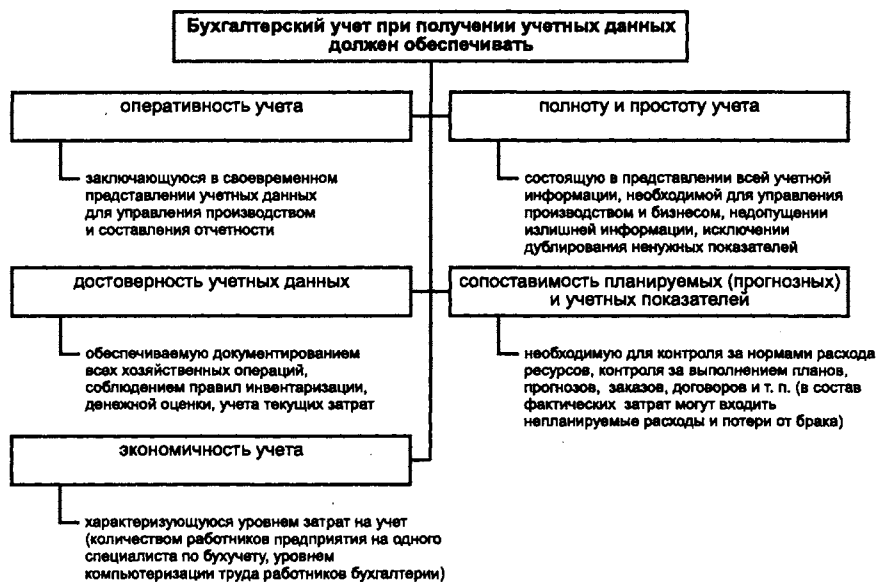 Бухгалтерский учет при получении учетных данных
должен обеспечивать
оперативность учета
заключающуюся в своевременном
представлении учетных данных
для управления производством
и составления отчетности
полноту и простоту учета
состоящую в представлении всей учетной
информации, необходимой для управления
производством и бизнесом, недопущении
излишней информации, исключении
дублирования ненужных показателей
достоверность учетных данных
обеспечиваемую документированием
всех хозяйственных операций,
соблюдением правил инвентаризации,
денежной оценки, учета текущих затрат
сопоставимость планируемых (прогнозных)
и учетных показателей
необходимую для контроля за нормами расхода
ресурсов, контроля за выполнением планов,
прогнозов, заказов, договоров и т. п. (в состав
фактических затрат могут входить
непланируемые расходы и потери от брака)
экономичность учета
характеризующуюся уровнем затрат на учет
(количеством работников предприятия на одного
специалиста по бухучету, уровнем
компьютеризации труда работников бухгалтерии)